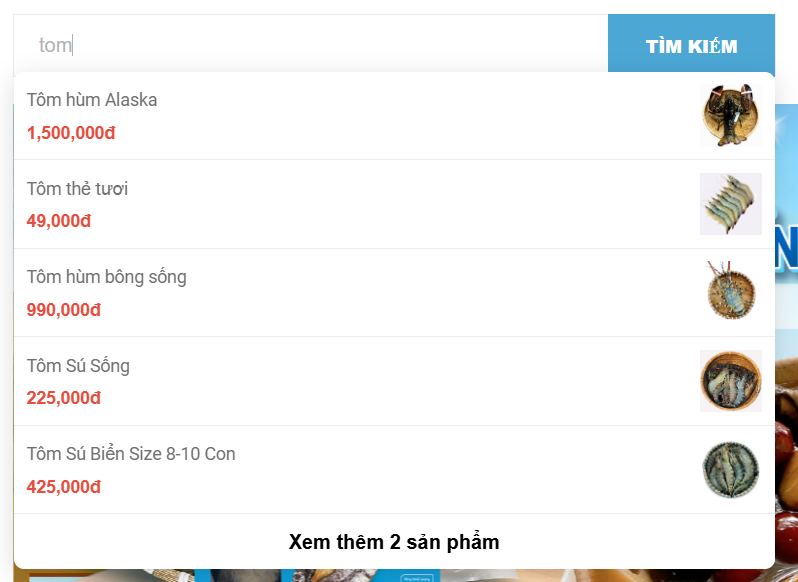 tom
TÌM KIẾM
Tôm hùm Alaska
1,500,000đ
Tôm thẻ tươi
49,000đ
Tôm hùm bông sống
990,000đ
Tôm Sú Sống
225,000đ
Tôm Sú Biển Size 8-10 Con
425,000đ
Xem thêm 2 sản phẩm
N